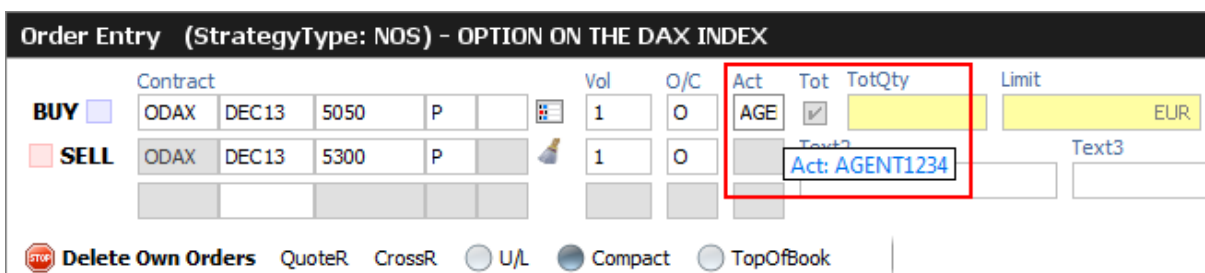 Order Entry (StrategyType: NOS) - OPTION ON THE DAX INDEX
Contract Vol O/C Act Tot TotQty Limit
BUY ODAX DEC13 5050 P 1 O AGE EUR
SELL ODAX DEC13 5300 P 1 O Text3
Act: AGENT1234
STOP Delete Own Orders QuoteR CrossR U/L Compact TopOfBook